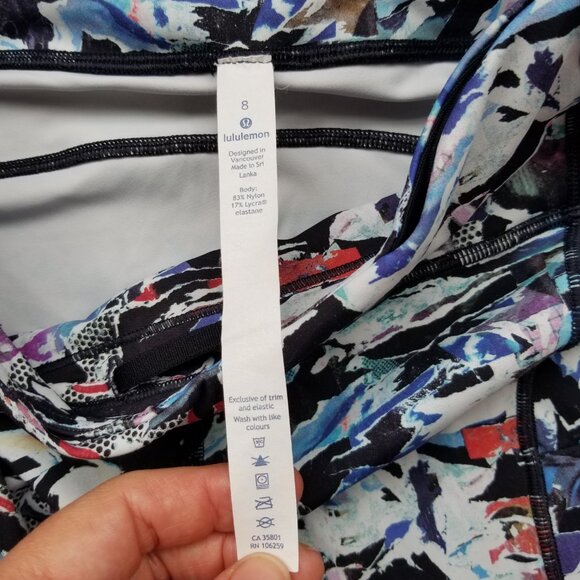 8
lululemon
Designed in
Vancouver
Made in Sri
Lanka
Body:
83% Nylon
17% Lycra®
elastane
Exclusive of trim
and elastic
Wash with like
colours
CA 35801
RN 106259